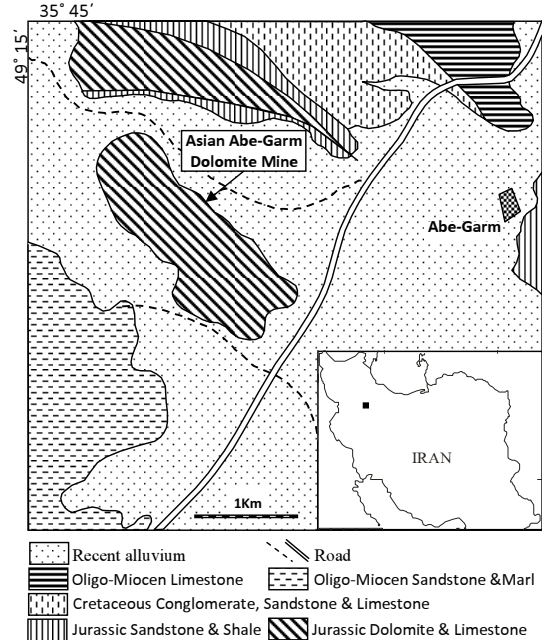 35° 45´
49° 15´
Asian Abe-Garm
Dolomite Mine
Abe-Garm
IRAN
1Km
Recent alluvium
Road
Oligo-Miocen Limestone
Oligo-Miocen Sandstone &Marl
Cretaceous Conglomerate, Sandstone & Limestone
Jurassic Sandstone & Shale
Jurassic Dolomite & Limestone